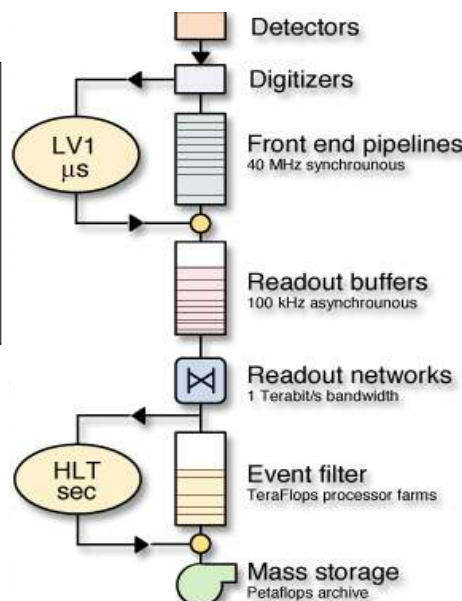 Detectors
Digitizers
LV1
μs
Front end pipelines
40 MHz synchrounous
Readout buffers
100 kHz asynchrounous
Readout networks
1 Terabit/s bandwidth
HLT
sec
Event filter
TeraFlops processor farms
Mass storage
Petaflops archive